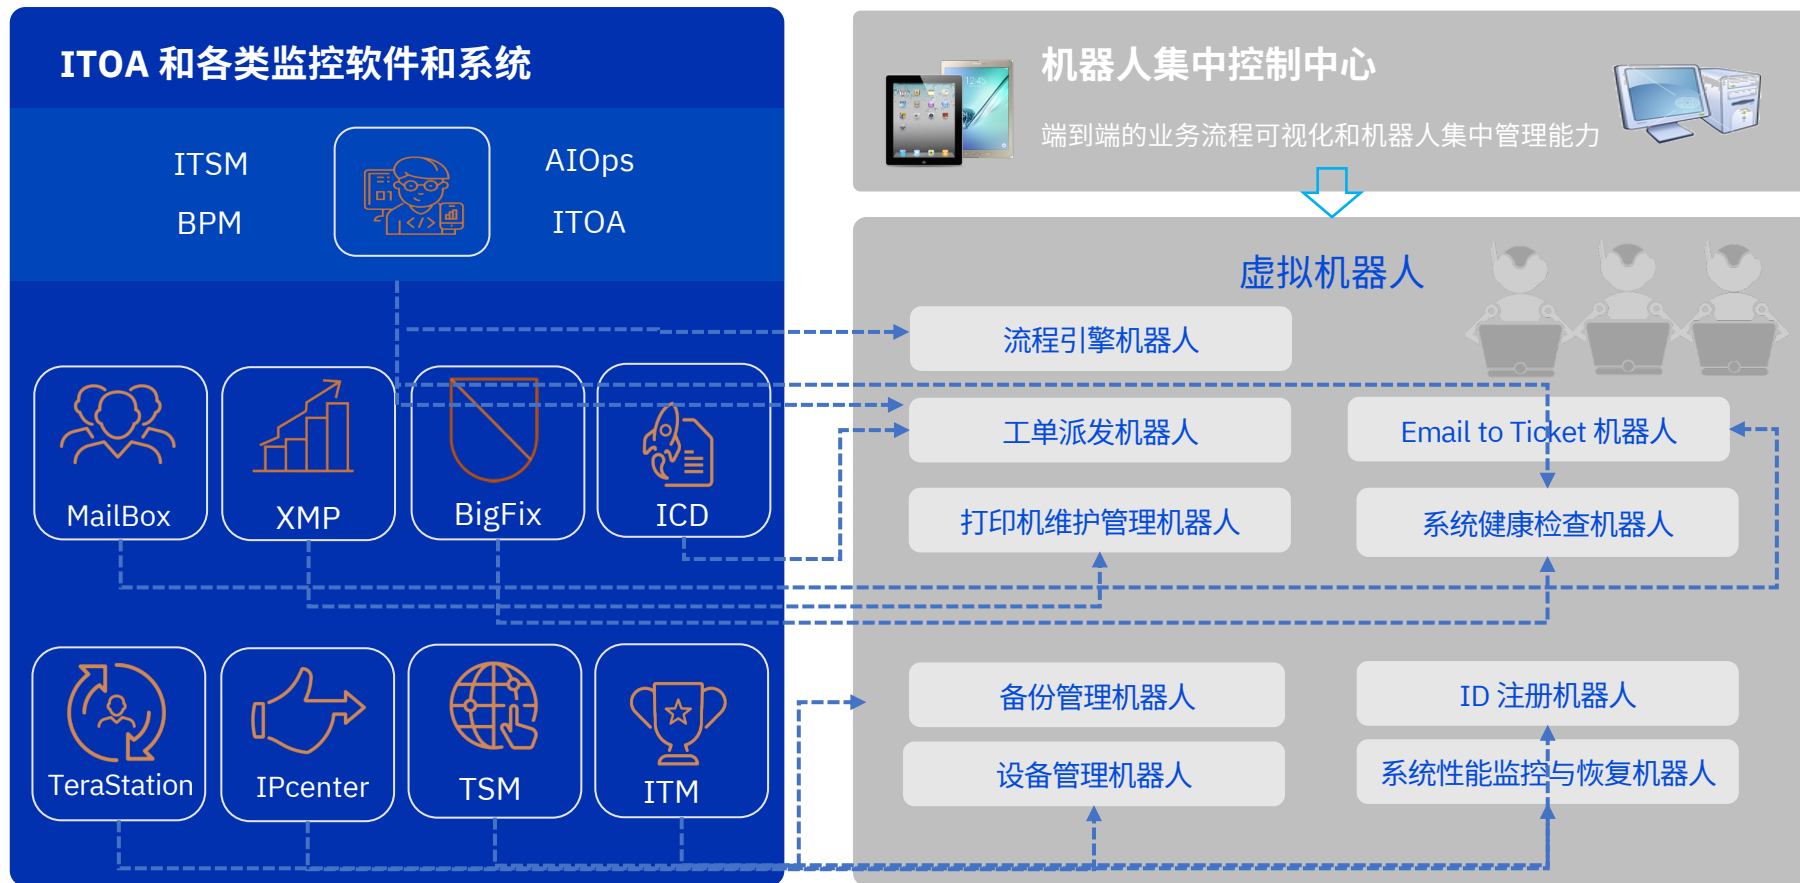 ITOA 和各类监控软件和系统
ITSM
AIOps
BPM
ITOA
MailBox
XMP
BigFix
ICD
TeraStation
IPcenter
TSM
ITM
机器人集中控制中心
端到端的业务流程可视化和机器人集中管理能力
12:45
虚拟机器人
流程引擎机器人
工单派发机器人
Email to Ticket 机器人
打印机维护管理机器人
系统健康检查机器人
备份管理机器人
ID 注册机器人
设备管理机器人
系统性能监控与恢复机器人